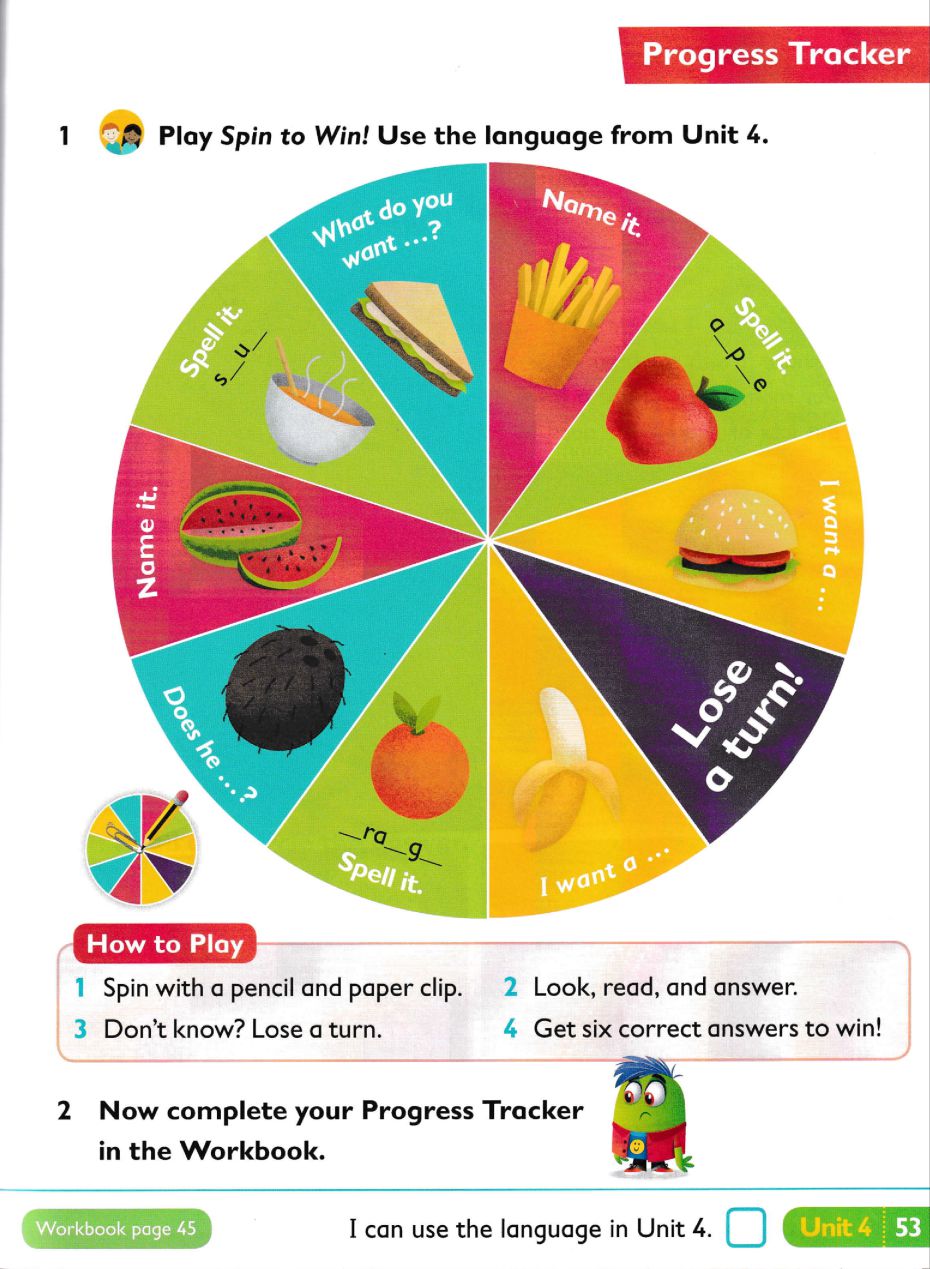 Progress Tracker
1 Play Spin to Win! Use the language from Unit 4.
What do you
want ...?
Name it.
Spell it.
a__p__e
I want a ...
Lose
a turn!
I want a ...
__ra__g__
Spell it.
Does he ...?
Name it.
Spell it.
s__u__
How to Play
1 Spin with a pencil and paper clip.
2 Look, read, and answer.
3 Don't know? Lose a turn.
4 Get six correct answers to win!
2 Now complete your Progress Tracker
in the Workbook.
Workbook page 45
I can use the language in Unit 4.
Unit 4 53